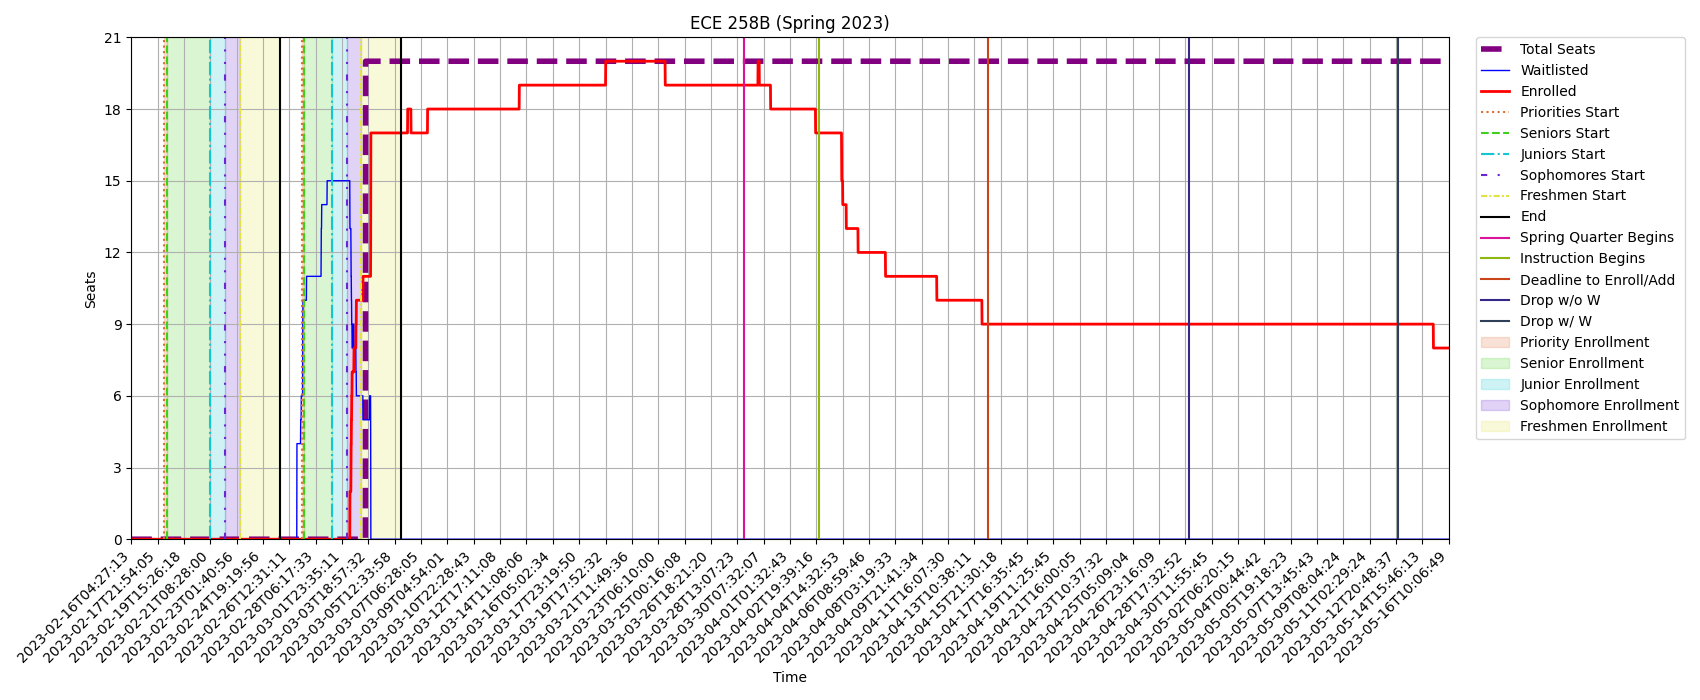 ECE 258B (Spring 2023)
Seats
21
18
15
12
9
6
3
0
2023-02-16T04:27:13
2023-02-17T21:54:05
2023-02-19T15:26:18
2023-02-21T08:28:00
2023-02-23T01:40:56
2023-02-24T19:19:56
2023-02-26T12:31:11
2023-02-28T06:17:33
2023-03-01T23:35:11
2023-03-03T18:57:32
2023-03-05T12:33:58
2023-03-07T06:28:05
2023-03-09T04:54:01
2023-03-10T22:28:43
2023-03-12T17:11:08
2023-03-14T11:08:06
2023-03-16T05:02:34
2023-03-17T23:19:50
2023-03-19T17:52:32
2023-03-21T11:49:36
2023-03-23T06:10:00
2023-03-25T00:16:08
2023-03-26T18:21:20
2023-03-28T13:07:23
2023-03-30T07:32:07
2023-04-01T01:32:43
2023-04-02T19:39:16
2023-04-04T14:32:53
2023-04-06T08:59:46
2023-04-08T03:19:33
2023-04-09T21:41:34
2023-04-11T16:07:30
2023-04-13T10:38:11
2023-04-15T21:30:18
2023-04-17T16:35:45
2023-04-19T11:25:45
2023-04-21T16:00:05
2023-04-23T10:37:32
2023-04-25T05:09:04
2023-04-26T23:16:09
2023-04-28T17:32:52
2023-04-30T11:55:45
2023-05-02T06:20:15
2023-05-04T00:44:42
2023-05-05T19:18:23
2023-05-07T13:45:43
2023-05-09T08:04:24
2023-05-11T02:29:24
2023-05-12T20:48:37
2023-05-14T15:46:13
2023-05-16T10:06:49
Time
Total Seats
Waitlisted
Enrolled
Priorities Start
Seniors Start
Juniors Start
Sophomores Start
Freshmen Start
End
Spring Quarter Begins
Instruction Begins
Deadline to Enroll/Add
Drop w/o W
Drop w/ W
Priority Enrollment
Senior Enrollment
Junior Enrollment
Sophomore Enrollment
Freshmen Enrollment